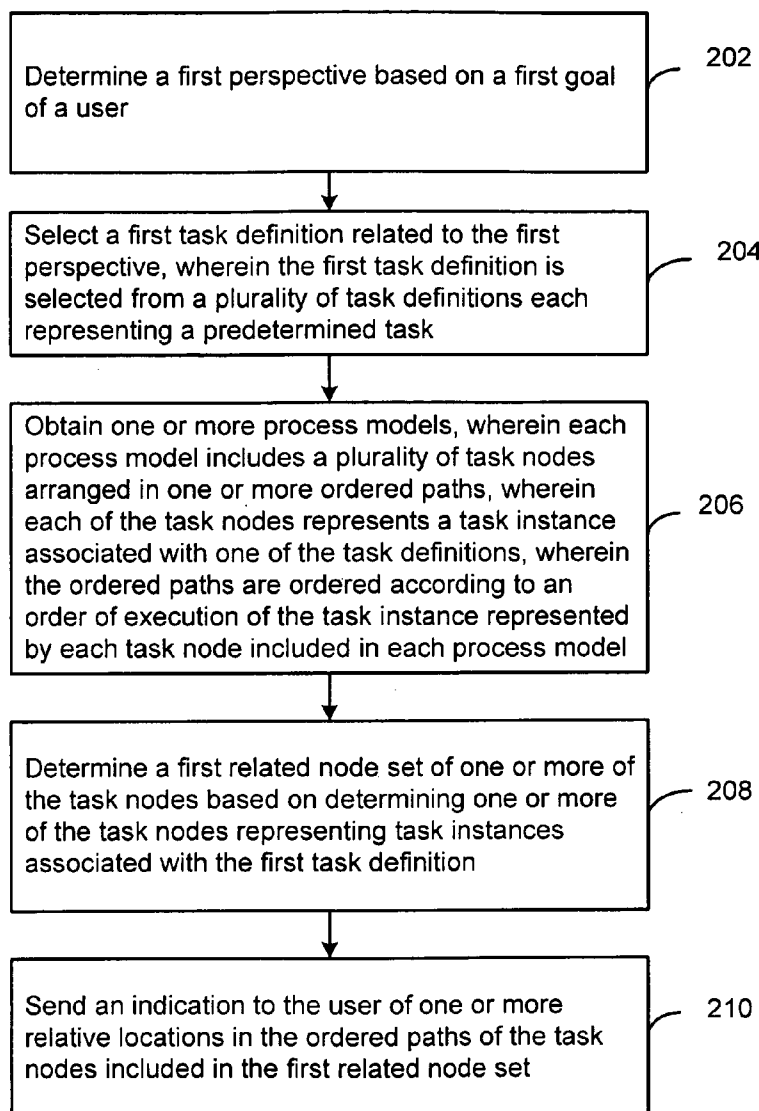 Determine a first perspective based on a first goal
of a user
202
Select a first task definition related to the first
perspective, wherein the first task definition is
selected from a plurality of task definitions each
representing a predetermined task
204
Obtain one or more process models, wherein each
process model includes a plurality of task nodes
arranged in one or more ordered paths, wherein
each of the task nodes represents a task instance
associated with one of the task definitions, wherein
the ordered paths are ordered according to an
order of execution of the task instance represented
by each task node included in each process model
206
Determine a first related node set of one or more of
the task nodes based on determining one or more
of the task nodes representing task instances
associated with the first task definition
208
Send an indication to the user of one or more
relative locations in the ordered paths of the task
nodes included in the first related node set
210